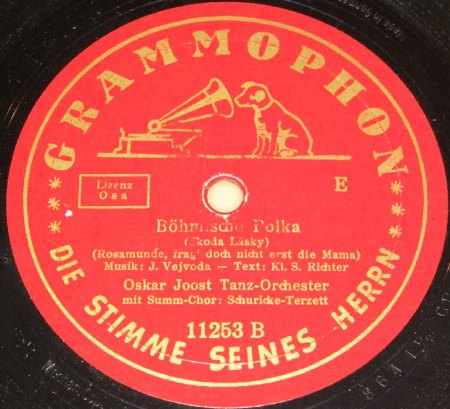 GRAMMOPHON
Lizenz
Osa
E
Böhmische Polka
(Skoda Lásky)
(Rosamunde, frag' doch nicht erst die Mama)
Musik: J. Vejvoda — Text: Kl. S. Richter
Oskar Joost Tanz-Orchester
mit Summ-Chor: Schuricke-Terzett
11253 B
DIE STIMME SEINES HERRN